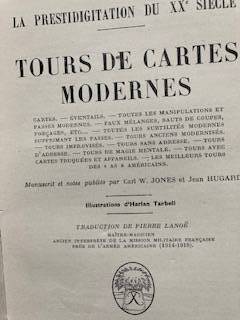 LA PRESTIDIGITATION DU XXe SIÈCLE
TOURS DE CARTES
MODERNES
CARTES. — ÉVENTAILS. — TOUTES LES MANIPULATIONS ET
PASSES MODERNES. — FAUX MÉLANGES, SAUTS DE COUPE,
FORÇAGES, ETC... — TOUTES LES SUBTILITÉS MODERNES
SUPPRIMANT LES PASSES. — TOURS ANCIENS MODERNISÉS.
— TOURS IMPROVISÉS. — TOURS SANS ADRESSE. — TOURS
D'ADRESSE. — TOURS DE MAGIE MENTALE. — TOURS AVEC
CARTES TRUQUÉES ET APPAREILS. — LES MEILLEURS TOURS
DES AS AMÉRICAINS.
Manuscrit et notes publiés par Carl W. JONES et Jean HUGARD
Illustrations d'Harlan Tarbell
TRADUCTION DE PIERRE LANOË
MAÎTRE-MAGICIEN
ANCIEN INTERPRÈTE DE LA MISSION MILITAIRE FRANÇAISE
PRÈS DE L'ARMÉE AMÉRICAINE (1914-1918).